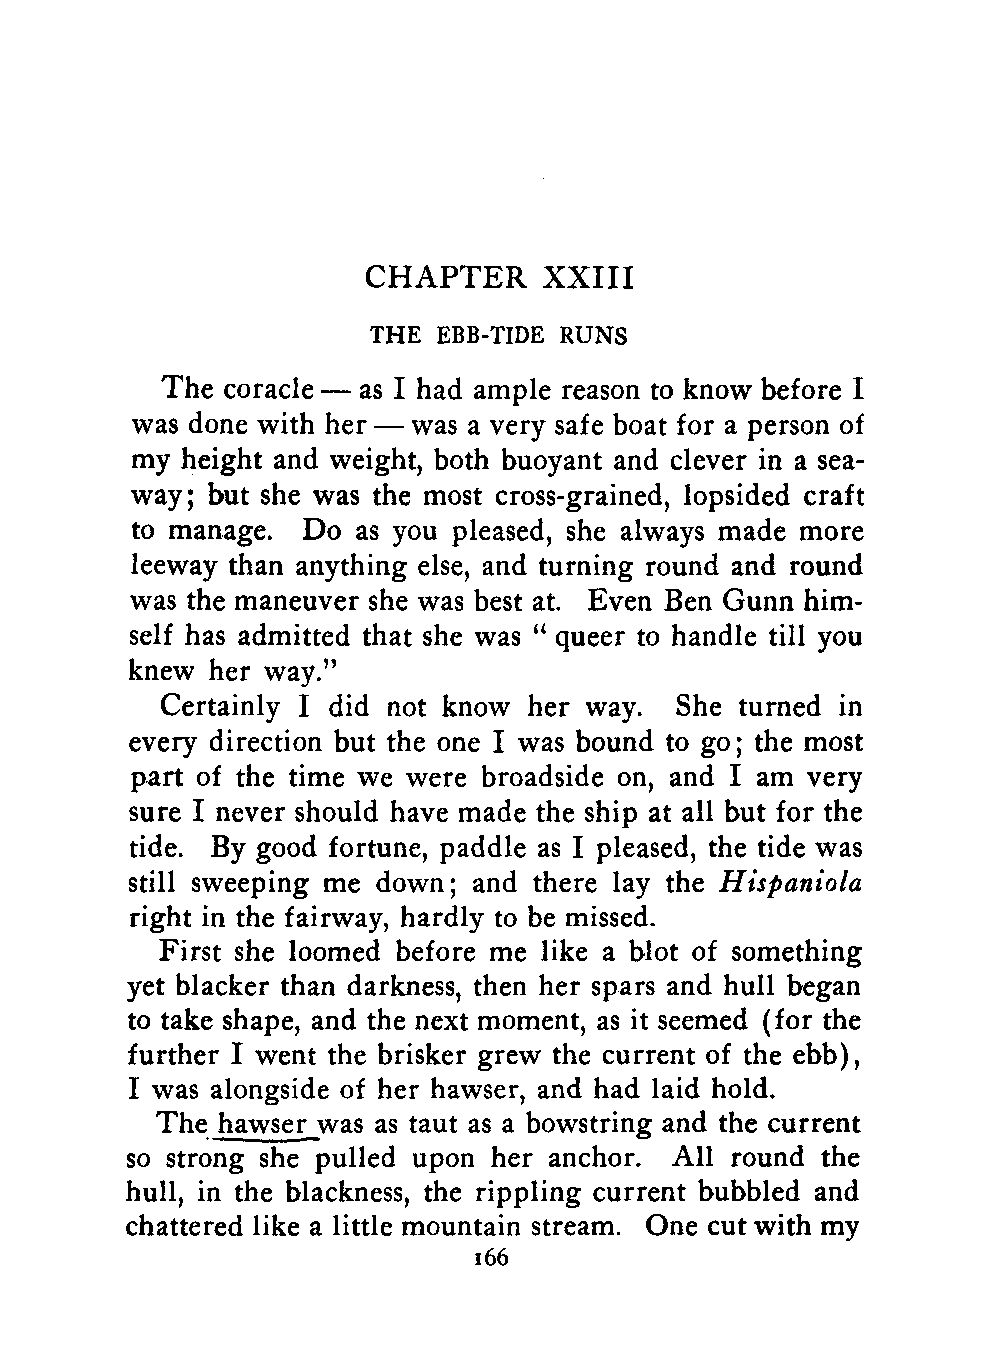 CHAPTER XXIII
THE EBB-TIDE RUNS
The coracle — as I had ample reason to know before I
was done with her — was a very safe boat for a person of
my height and weight, both buoyant and clever in a sea-
way; but she was the most cross-grained, lopsided craft
to manage. Do as you pleased, she always made more
leeway than anything else, and turning round and round
was the maneuver she was best at. Even Ben Gunn him-
self has admitted that she was “ queer to handle till you
knew her way.”
Certainly I did not know her way. She turned in
every direction but the one I was bound to go; the most
part of the time we were broadside on, and I am very
sure I never should have made the ship at all but for the
tide. By good fortune, paddle as I pleased, the tide was
still sweeping me down; and there lay the Hispaniola
right in the fairway, hardly to be missed.
First she loomed before me like a blot of something
yet blacker than darkness, then her spars and hull began
to take shape, and the next moment, as it seemed (for the
further I went the brisker grew the current of the ebb),
I was alongside of her hawser, and had laid hold.
The hawser was as taut as a bowstring and the current
so strong she pulled upon her anchor. All round the
hull, in the blackness, the rippling current bubbled and
chattered like a little mountain stream. One cut with my
166